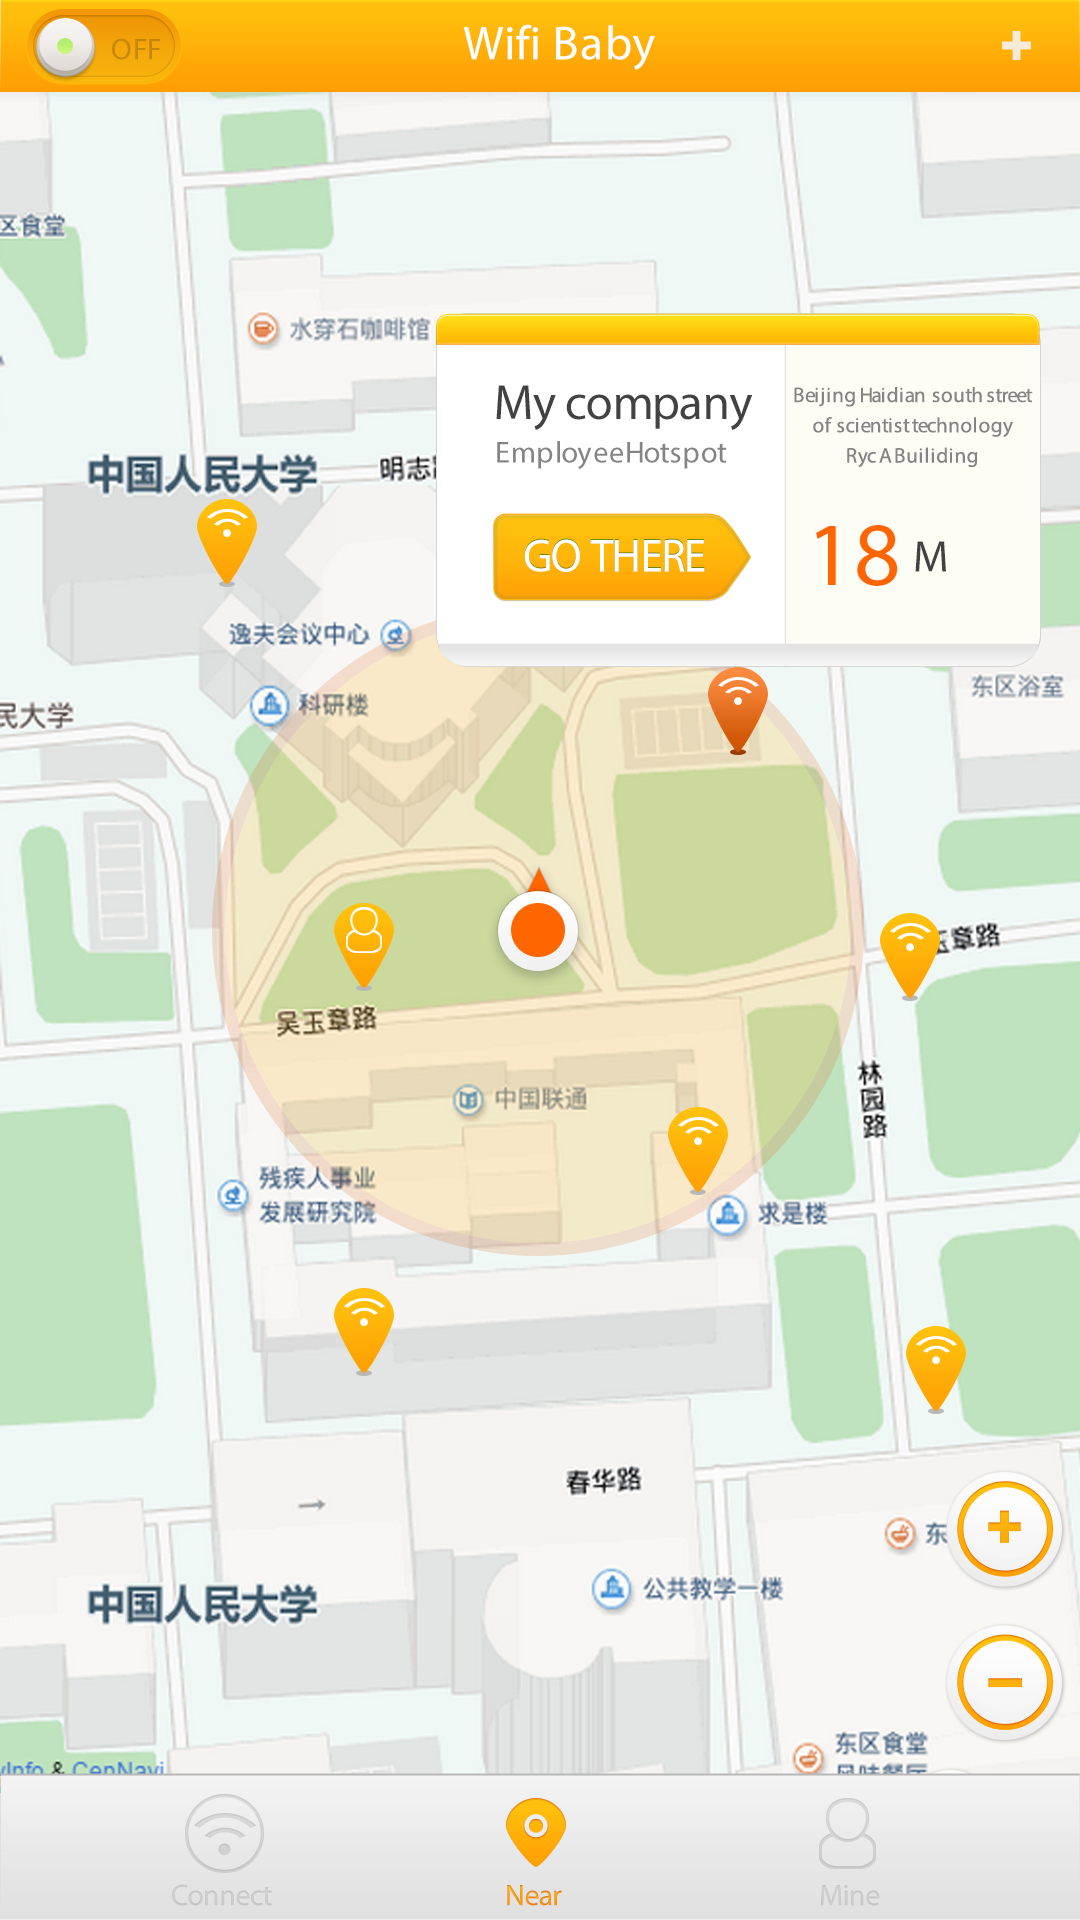 OFF
Wifi Baby
区食堂
水穿石咖啡馆
My company
EmployeeHotspot
GO THERE
Beijing Haidian south street
of scientist technology
Ryc A Builiding
18 M
中国人民大学
明志
逸夫会议中心
科研楼
东区浴室
民大学
玉章路
吴玉章路
林园路
中国联通
残疾人事业
发展研究院
求是楼
春华路
东
公共教学一楼
中国人民大学
东区食堂
风味餐厅
yInfo & CenNavi
Connect
Near
Mine